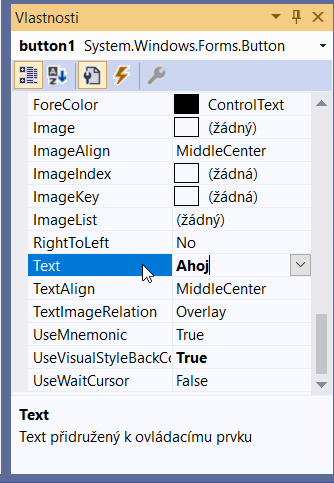 Vlastnosti
button1 System.Windows.Forms.Button
ForeColor ControlText
Image (žádný)
ImageAlign MiddleCenter
ImageIndex (žádná)
ImageKey (žádná)
ImageList (žádný)
RightToLeft No
Text Ahoj
TextAlign MiddleCenter
TextImageRelation Overlay
UseMnemonic True
UseVisualStyleBackCo True
UseWaitCursor False
Text
Text přidružený k ovládacímu prvku